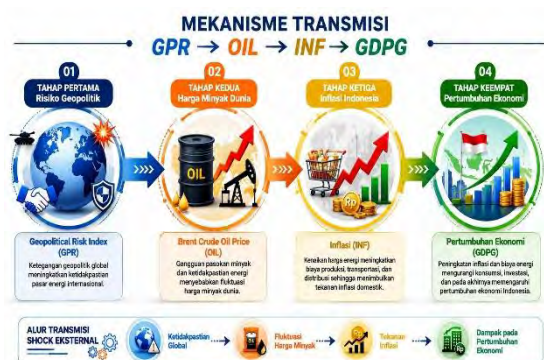 MEKANISME TRANSMISI
GPR → OIL → INF → GDPG
01
TAHAP PERTAMA
Risiko Geopolitik
02
TAHAP KEDUA
Harga Minyak Dunia
03
TAHAP KETIGA
Inflasi Indonesia
04
TAHAP KEEMPAT
Pertumbuhan Ekonomi
OIL
Rp
Geopolitical Risk Index
(GPR)
Ketegangan geopolitik global
meningkatkan ketidakpastian
pasar energi internasional.
Brent Crude Oil Price
(OIL)
Gangguan pasokan minyak
dan ketidakpastian energi
menyebabkan fluktuasi
harga minyak dunia.
Inflasi (INF)
Kenaikan harga energi meningkatkan
biaya produksi, transportasi, dan
distribusi sehingga menimbulkan
tekanan inflasi domestik.
Pertumbuhan Ekonomi
(GDPG)
Peningkatan inflasi dan biaya energi
mengurangi konsumsi, investasi,
dan pada akhirnya memengaruhi
pertumbuhan ekonomi Indonesia.
ALUR TRANSMISI
SHOCK EKSTERNAL
Ketidakpastian
Global
Fluktuasi
Harga Minyak
Tekanan
Inflasi
Dampak pada
Pertumbuhan
Ekonomi